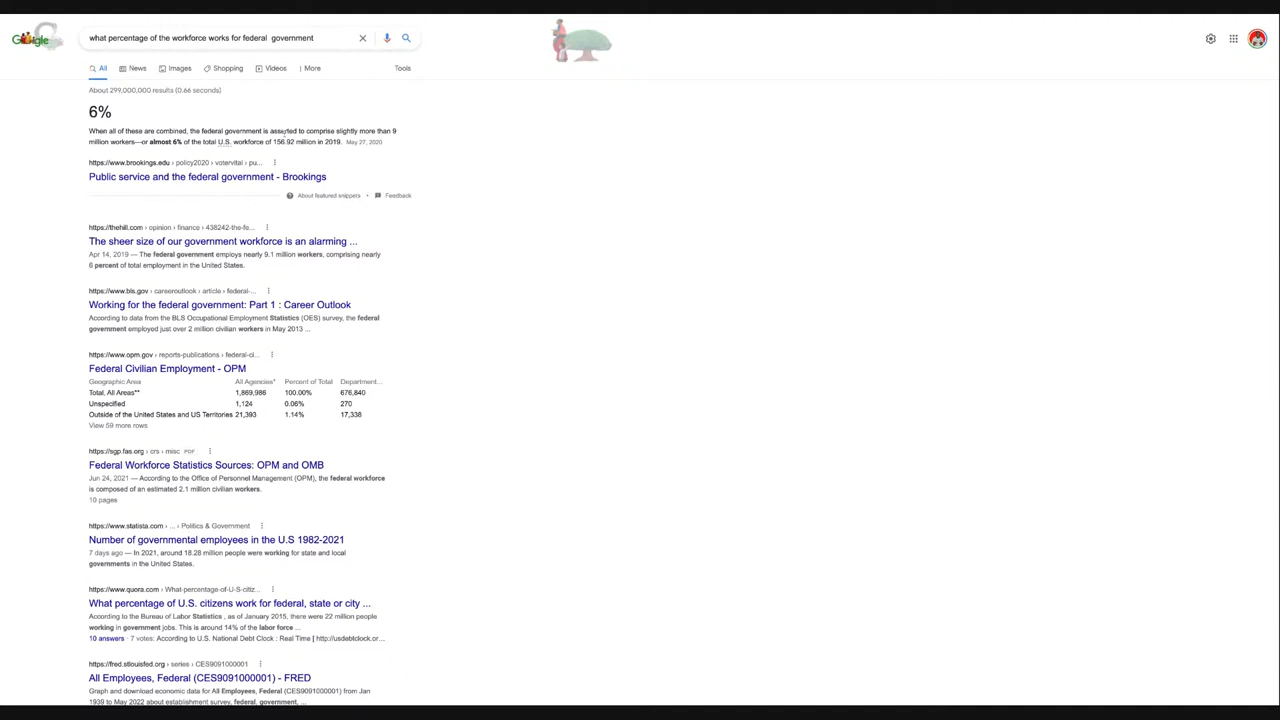 Google
what percentage of the workforce works for federal government
All
News
Images
Shopping
Videos
More
Tools
About 299,000,000 results (0.66 seconds)
6%
When all of these are combined, the federal government is assuted to comprise slightly more than 9
million workers—or almost 6% of the total U.S. workforce of 156.92 million in 2019. May 27, 2020
https://www.brookings.edu › policy2020 › votervital › pu...
Public service and the federal government - Brookings
About featured snippets • Feedback
https://thehill.com › opinion › finance › 438242-the-fe...
The sheer size of our government workforce is an alarming ...
Apr 14, 2019 — The federal government employs nearly 9.1 million workers, comprising nearly
6 percent of total employment in the United States.
https://www.bls.gov › careeroutlook › article › federal-...
Working for the federal government: Part 1 : Career Outlook
According to data from the BLS Occupational Employment Statistics (OES) survey, the federal
government employed just over 2 million civilian workers in May 2013 ...
https://www.opm.gov › reports-publications › federal-ci...
Federal Civilian Employment - OPM
Geographic Area All Agencies* Percent of Total Department...
Total, All Areas** 1,869,986 100.00% 676,840
Unspecified 1,124 0.06% 270
Outside of the United States and US Territories 21,393 1.14% 17,338
View 59 more rows
https://sgp.fas.org › crs › misc PDF
Federal Workforce Statistics Sources: OPM and OMB
Jun 24, 2021 — According to the Office of Personnel Management (OPM), the federal workforce
is composed of an estimated 2.1 million civilian workers.
10 pages
https://www.statista.com › ... › Politics & Government
Number of governmental employees in the U.S 1982-2021
7 days ago — In 2021, around 18.28 million people were working for state and local
governments in the United States.
https://www.quora.com › What-percentage-of-U-S-citiz...
What percentage of U.S. citizens work for federal, state or city ...
According to the Bureau of Labor Statistics , as of January 2015, there were 22 million people
working in government jobs. This is around 14% of the labor force ...
10 answers · 7 votes: According to U.S. National Debt Clock : Real Time [ http://usdebtclock.or...
https://fred.stlouisfed.org › series › CES9091000001
All Employees, Federal (CES9091000001) - FRED
Graph and download economic data for All Employees, Federal (CES9091000001) from Jan
1939 to May 2022 about establishment survey, federal, government, ...